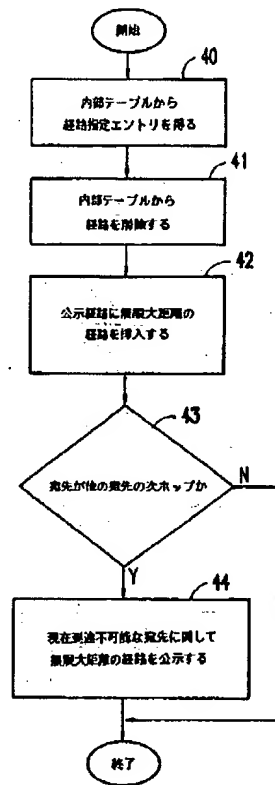 開始
40
内部テーブルから
経路指定エントリを得る
41
内部テーブルから
経路を削除する
42
公示経路に無限大距離の
経路を挿入する
43
宛先が他の宛先の次ホップか
N
Y
44
現在到達不可能な宛先に関して
無限大距離の経路を公示する
終了